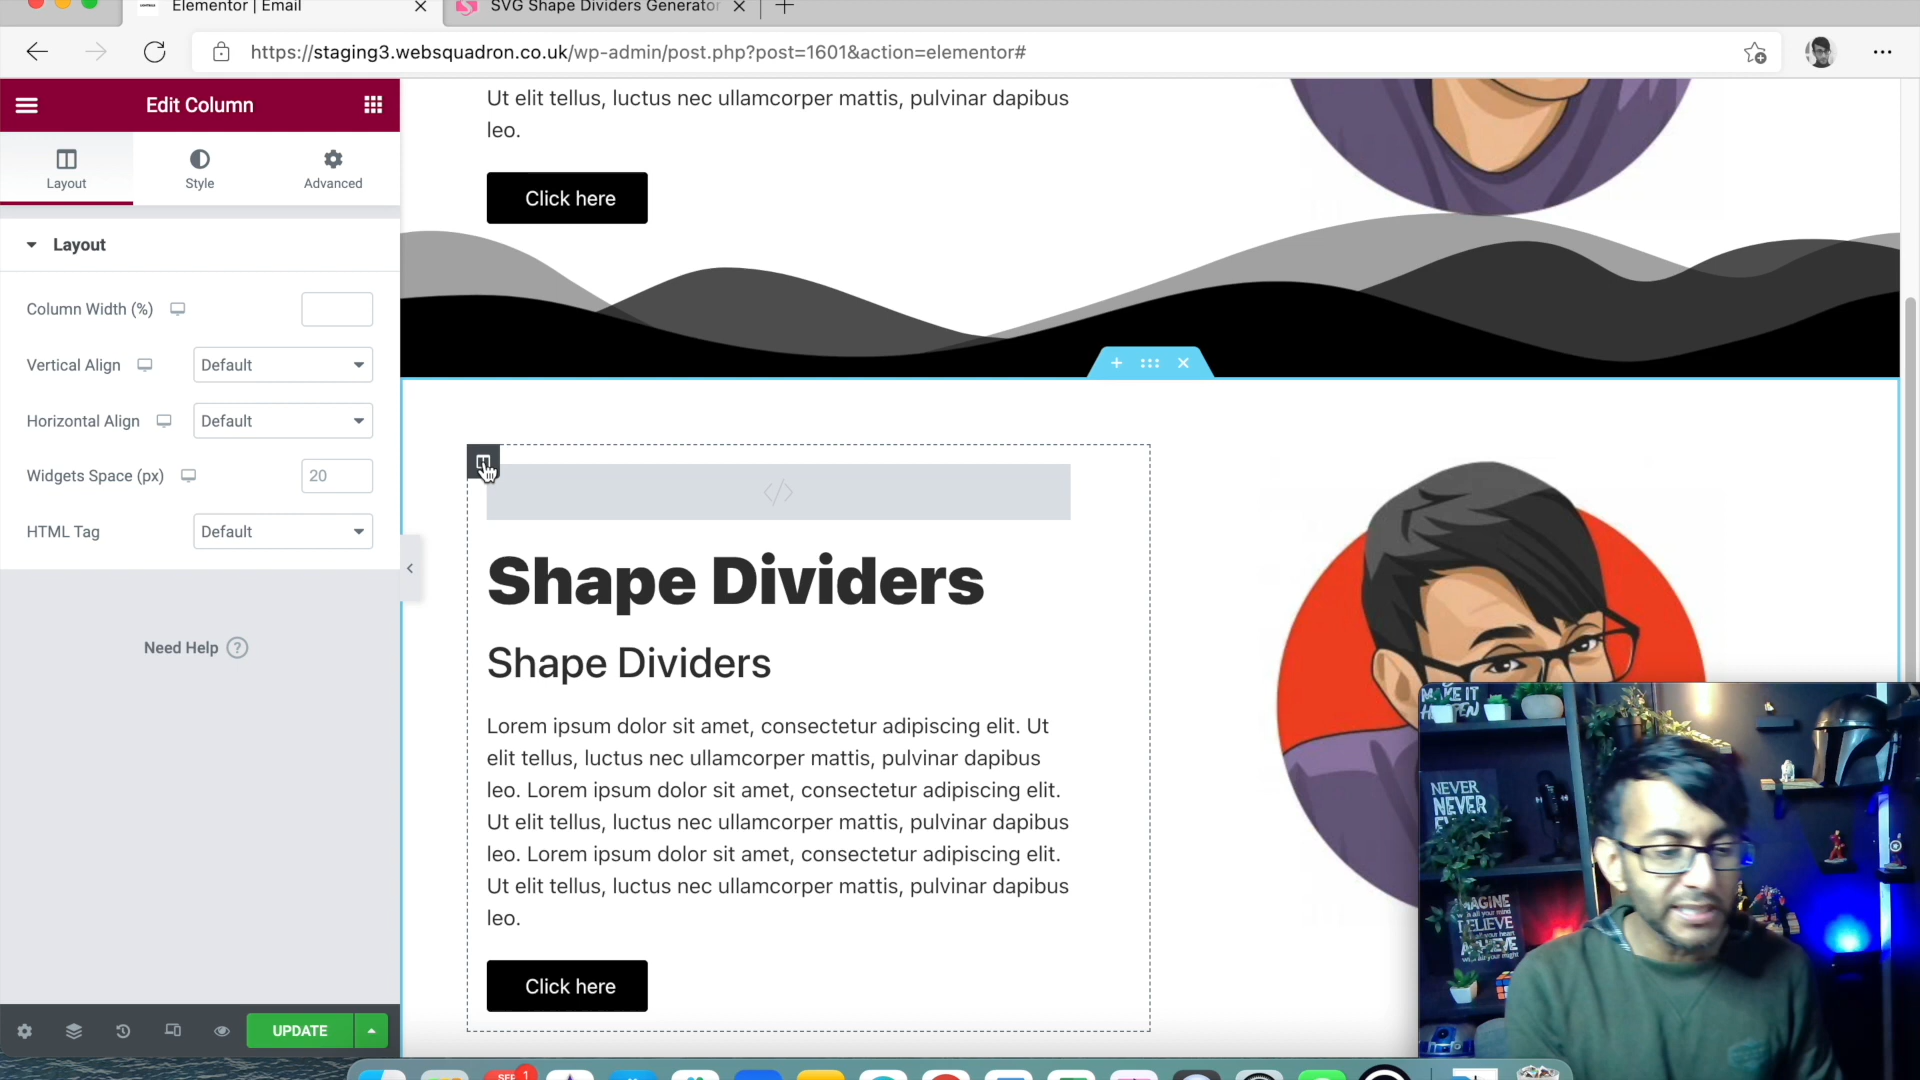 Elementor | Email
SVG Shape Dividers Generator
https://staging3.websquadron.co.uk/wp-admin/post.php?post=1601&action=elementor#
Edit Column
Layout
Style
Advanced
Layout
Column Width (%)
Vertical Align
Default
Horizontal Align
Default
Widgets Space (px)
20
HTML Tag
Default
Need Help
?
UPDATE
Ut elit tellus, luctus nec ullamcorper mattis, pulvinar dapibus
leo.
Click here
Shape Dividers
Shape Dividers
Lorem ipsum dolor sit amet, consectetur adipiscing elit. Ut
elit tellus, luctus nec ullamcorper mattis, pulvinar dapibus
leo. Lorem ipsum dolor sit amet, consectetur adipiscing elit.
Ut elit tellus, luctus nec ullamcorper mattis, pulvinar dapibus
leo. Lorem ipsum dolor sit amet, consectetur adipiscing elit.
Ut elit tellus, luctus nec ullamcorper mattis, pulvinar dapibus
leo.
Click here
MAKE IT
NEVER
NEVER
IMAGINE
BELIEVE
ACHIEVE
SEP
1